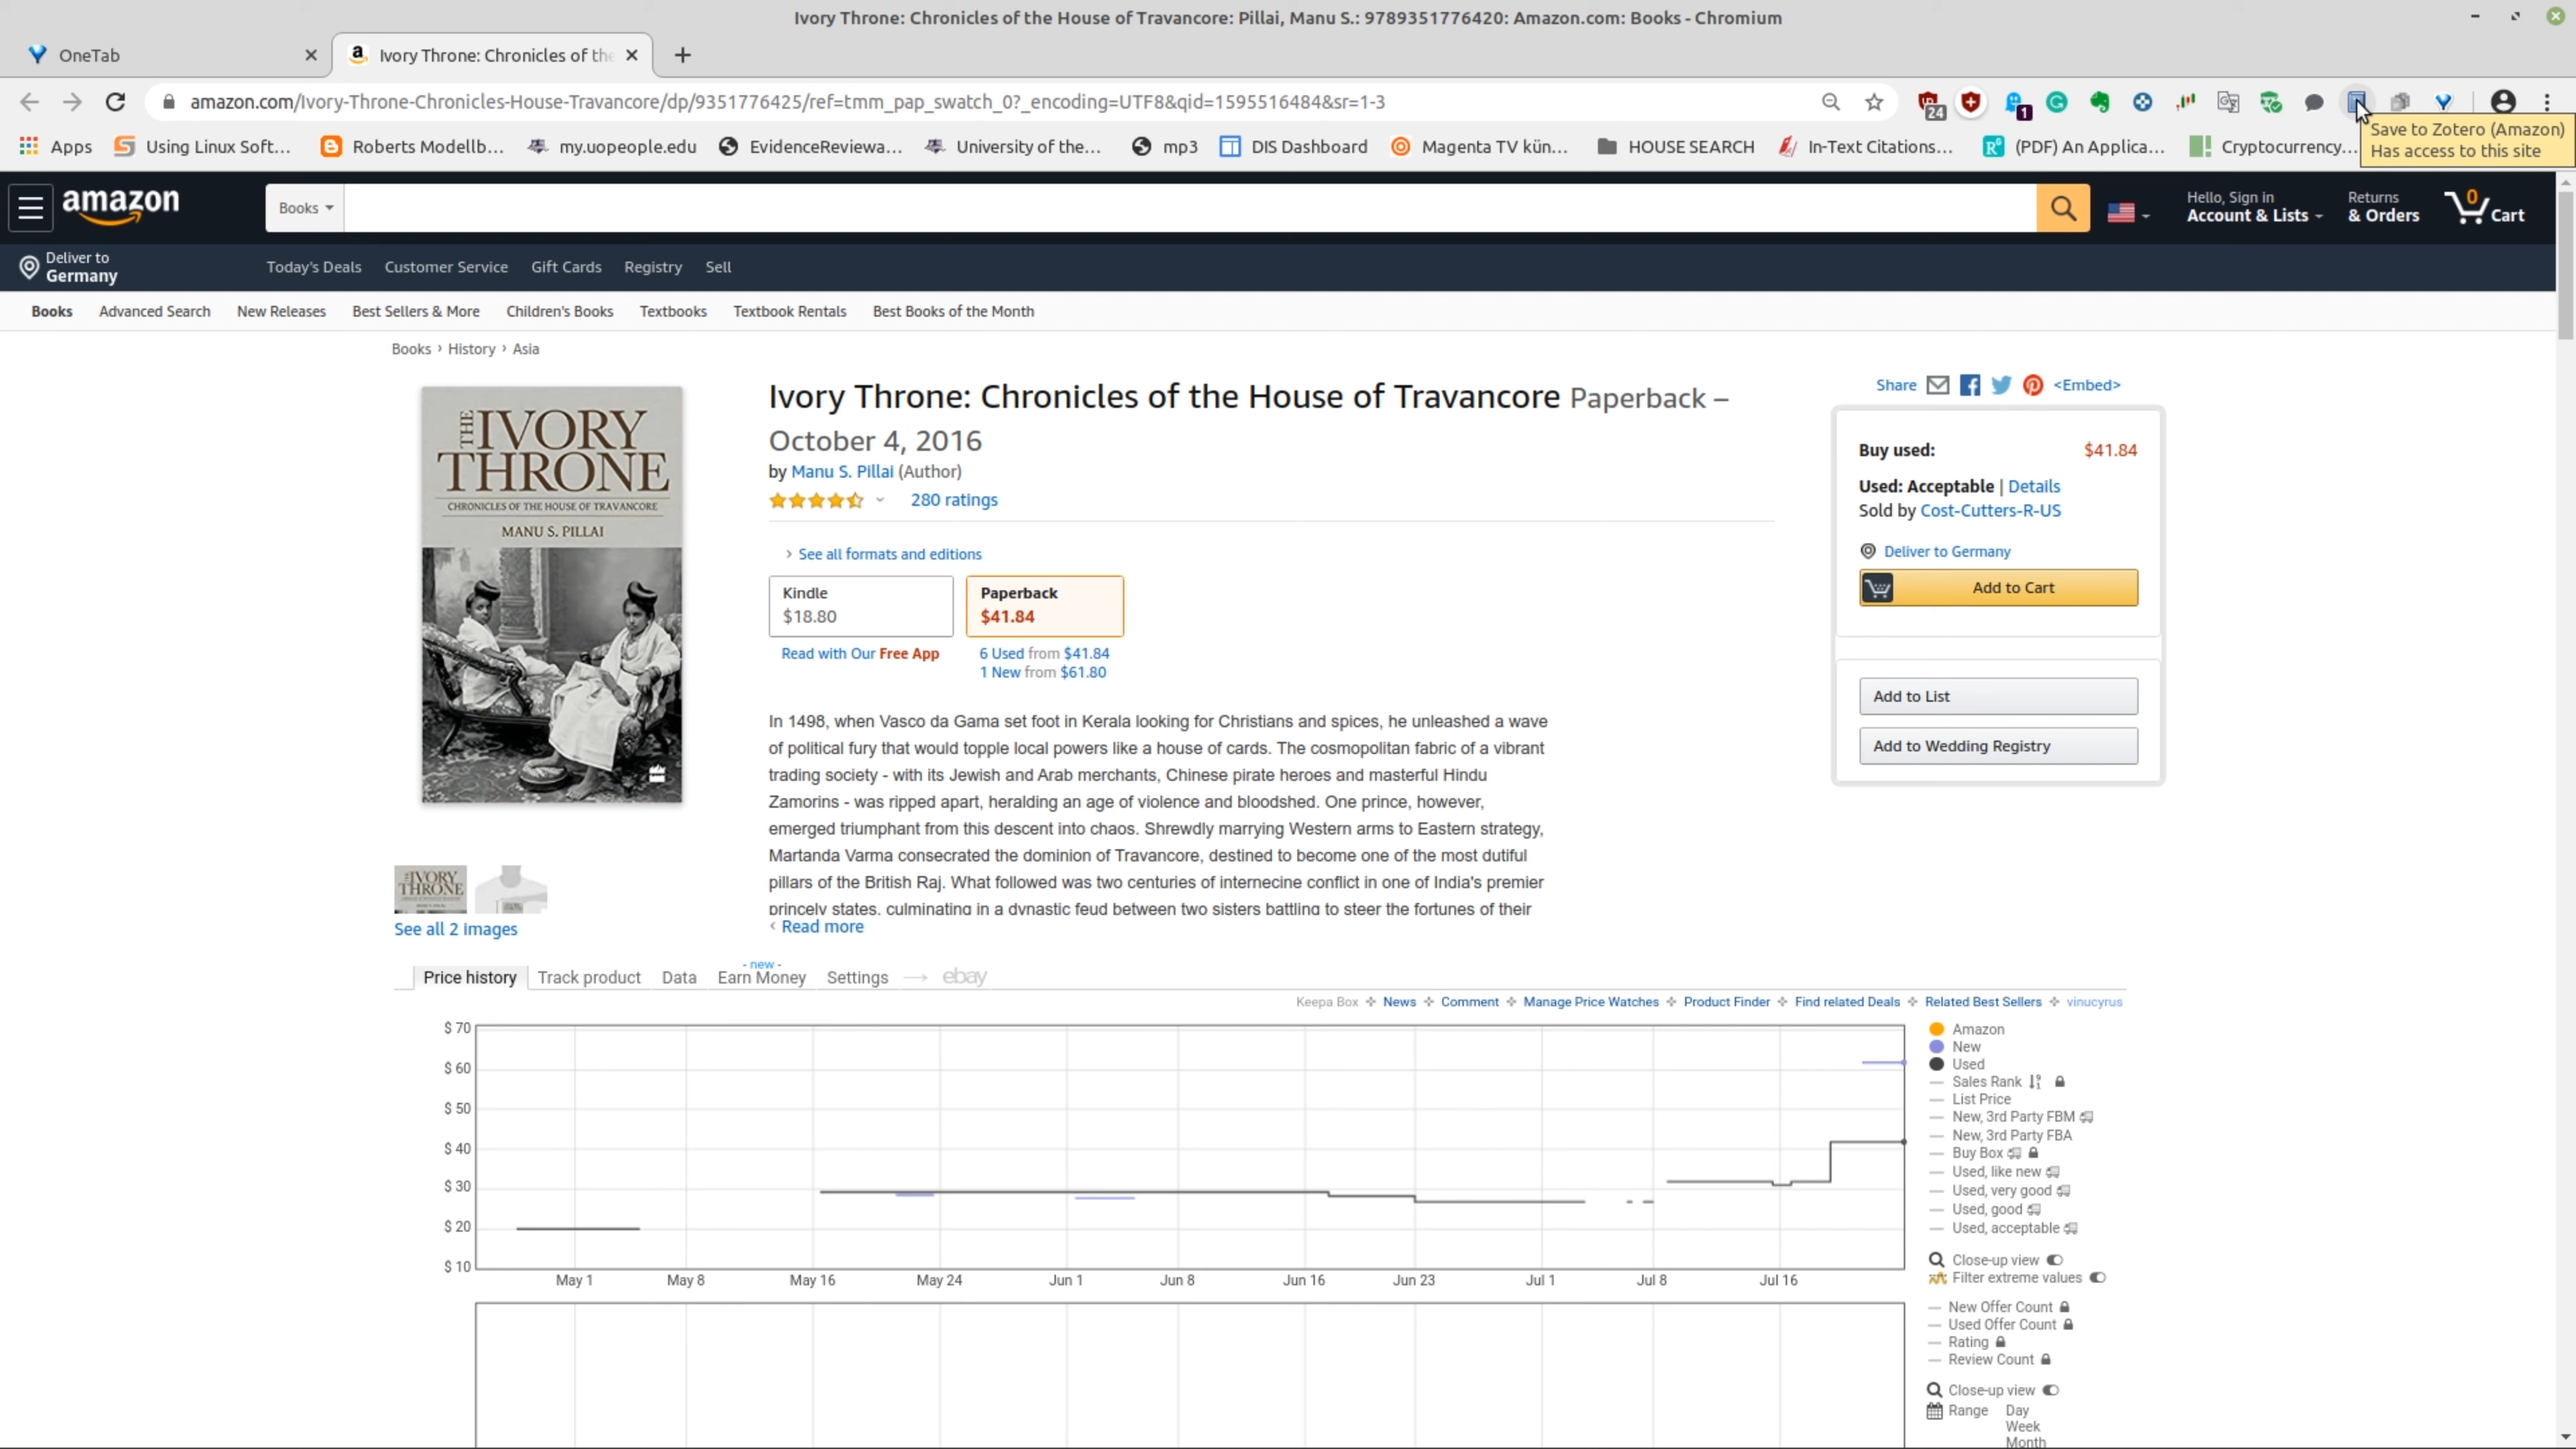 Ivory Throne: Chronicles of the House of Travancore: Pillai, Manu S.: 9789351776420: Amazon.com: Books - Chromium
OneTab
Ivory Throne: Chronicles of the
amazon.com/Ivory-Throne-Chronicles-House-Travancore/dp/9351776425/ref=tmm_pap_swatch_0?_encoding=UTF8&qid=1595516484&sr=1-3
24
1
Save to Zotero (Amazon)
Has access to this site
Apps
Using Linux Soft...
Roberts Modellb...
my.uopeople.edu
EvidenceReviewa...
University of the...
mp3
DIS Dashboard
Magenta TV kün...
HOUSE SEARCH
In-Text Citations...
(PDF) An Applica...
Cryptocurrency...
amazon
Books
Hello, Sign in
Account & Lists
Returns
& Orders
0
Cart
Deliver to
Germany
Today's Deals Customer Service Gift Cards Registry Sell
Books Advanced Search New Releases Best Sellers & More Children's Books Textbooks Textbook Rentals Best Books of the Month
Books › History › Asia
THE IVORY
THRONE
CHRONICLES OF THE HOUSE OF TRAVANCORE
MANU S. PILLAI
See all 2 images
Ivory Throne: Chronicles of the House of Travancore Paperback –
October 4, 2016
by Manu S. Pillai (Author)
280 ratings
› See all formats and editions
Kindle
$18.80
Paperback
$41.84
Read with Our Free App
6 Used from $41.84
1 New from $61.80
In 1498, when Vasco da Gama set foot in Kerala looking for Christians and spices, he unleashed a wave
of political fury that would topple local powers like a house of cards. The cosmopolitan fabric of a vibrant
trading society - with its Jewish and Arab merchants, Chinese pirate heroes and masterful Hindu
Zamorins - was ripped apart, heralding an age of violence and bloodshed. One prince, however,
emerged triumphant from this descent into chaos. Shrewdly marrying Western arms to Eastern strategy,
Martanda Varma consecrated the dominion of Travancore, destined to become one of the most dutiful
pillars of the British Raj. What followed was two centuries of internecine conflict in one of India's premier
princely states, culminating in a dynastic feud between two sisters battling to steer the fortunes of their
‹ Read more
Share <Embed>
Buy used: $41.84
Used: Acceptable | Details
Sold by Cost-Cutters-R-US
Deliver to Germany
Add to Cart
Add to List
Add to Wedding Registry
- new -
Price history Track product Data Earn Money Settings → ebay
Keepa Box News Comment Manage Price Watches Product Finder Find related Deals Related Best Sellers vinucyrus
$ 70
$ 60
$ 50
$ 40
$ 30
$ 20
$ 10
May 1 May 8 May 16 May 24 Jun 1 Jun 8 Jun 16 Jun 23 Jul 1 Jul 8 Jul 16
Amazon
New
Used
Sales Rank
List Price
New, 3rd Party FBM
New, 3rd Party FBA
Buy Box
Used, like new
Used, very good
Used, good
Used, acceptable
Close-up view
Filter extreme values
New Offer Count
Used Offer Count
Rating
Review Count
Close-up view
Range Day
Week
Month